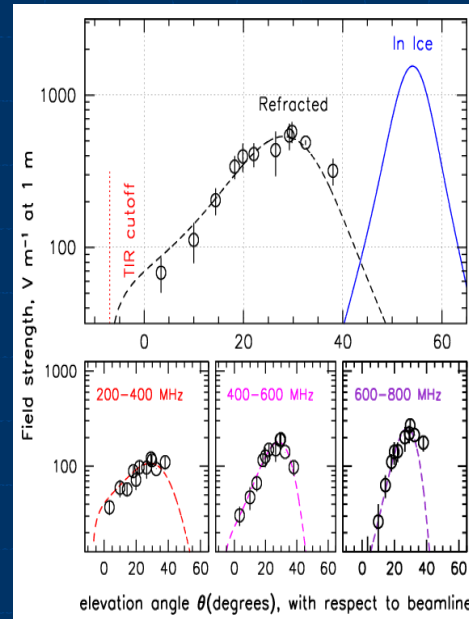 In Ice
Refracted
TIR cutoff
Field strength, V m⁻¹ at 1 m
1000
100
0 20 40 60
200-400 MHz
400-600 MHz
600-800 MHz
1000
100
0 20 40 60 0 20 40 60 0 20 40 60
elevation angle θ(degrees), with respect to beamline